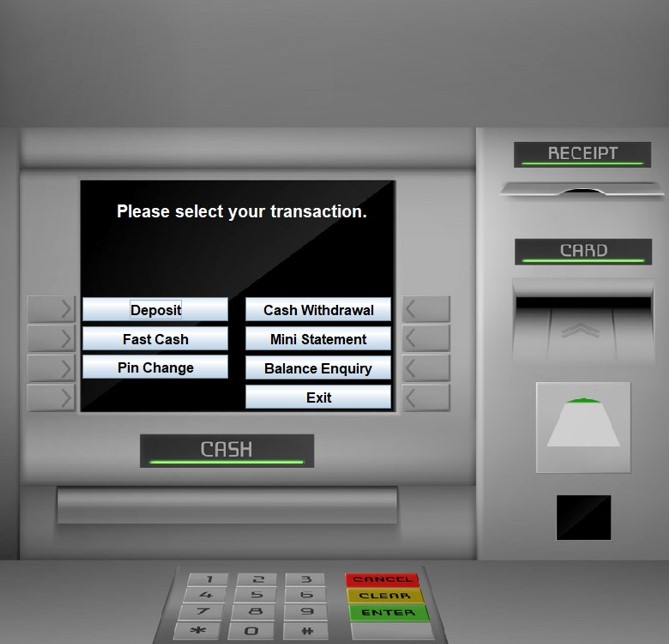 RECEIPT
Please select your transaction.
CARD
Deposit
Cash Withdrawal
Fast Cash
Mini Statement
Pin Change
Balance Enquiry
Exit
CASH
1 2 3 CANCEL
4 5 6 CLEAR
7 8 9 ENTER
* 0 #